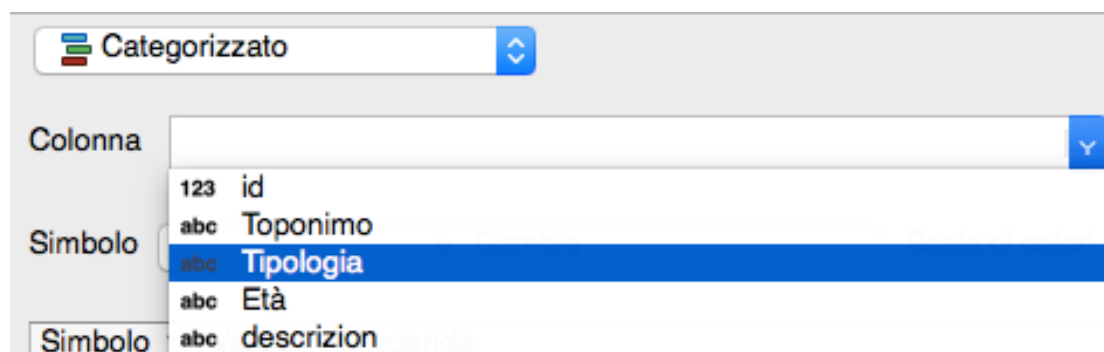 Categorizzato
Colonna
123 id
abc Toponimo
Simbolo
abc Tipologia
abc Età
Simbolo abc descrizion